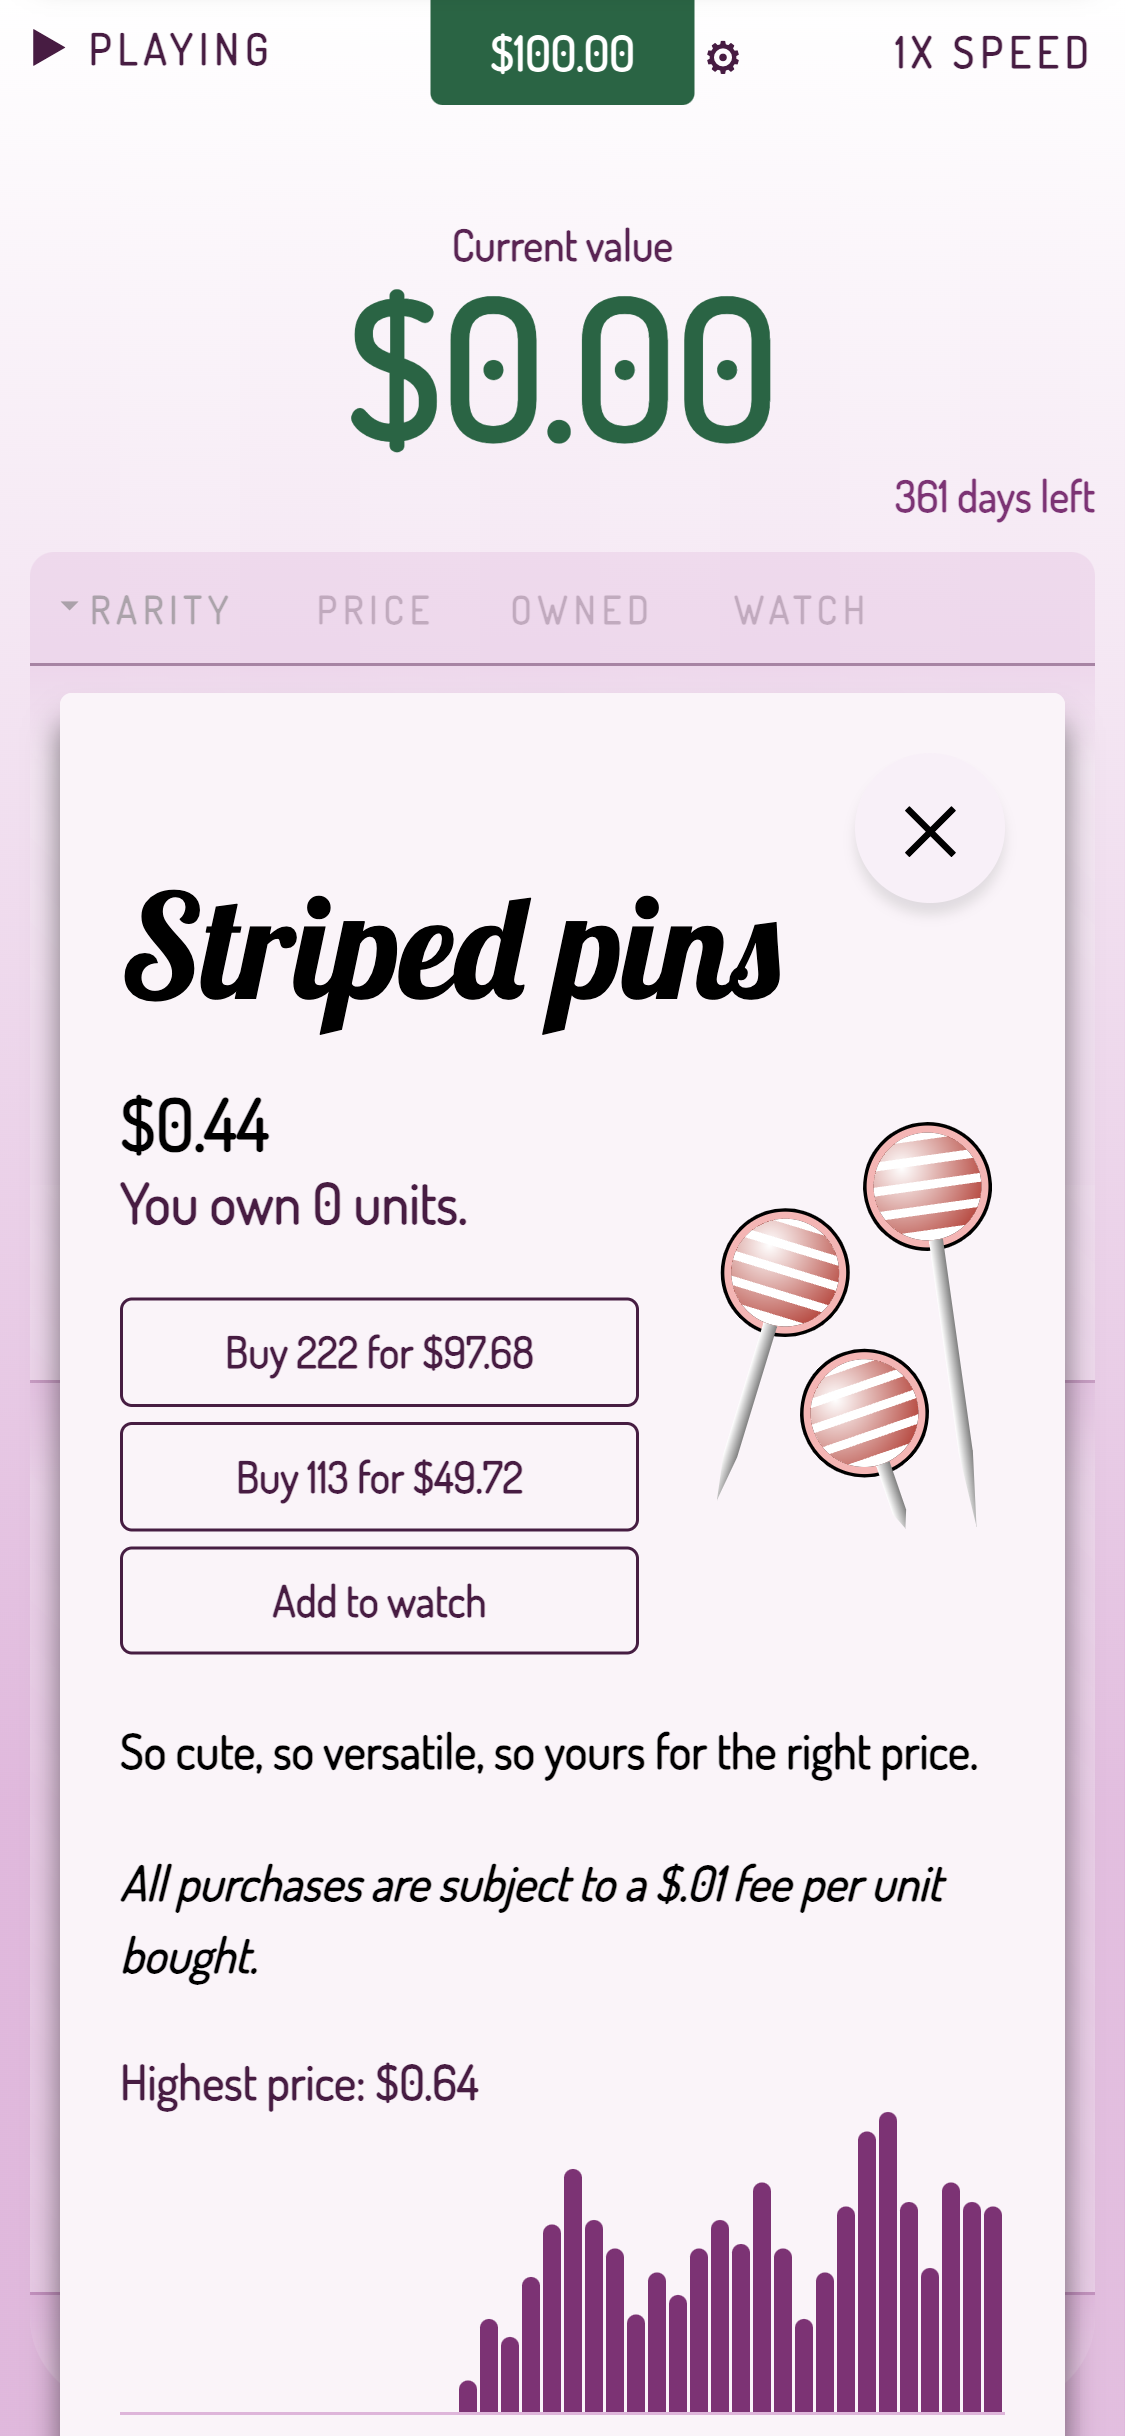 PLAYING
$100.00
1X SPEED
Current value
$0.00
361 days left
RARITY PRICE OWNED WATCH
Striped pins
$0.44
You own 0 units.
Buy 222 for $97.68
Buy 113 for $49.72
Add to watch
So cute, so versatile, so yours for the right price.
All purchases are subject to a $.01 fee per unit
bought.
Highest price: $0.64